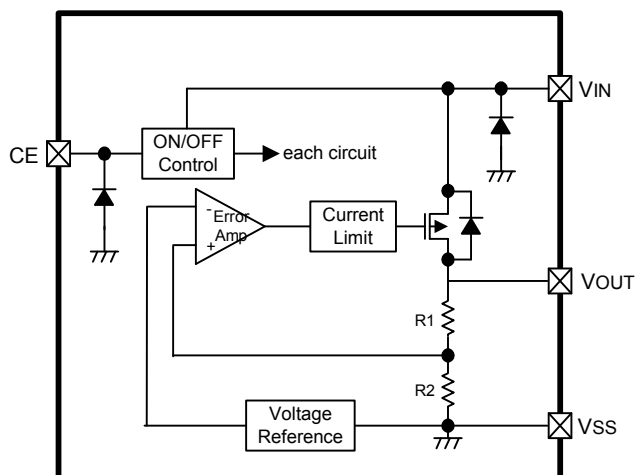 VIN
CE
ON/OFF
Control
each circuit
-
Error
Amp
+
Current
Limit
VOUT
R1
R2
Voltage
Reference
VSS